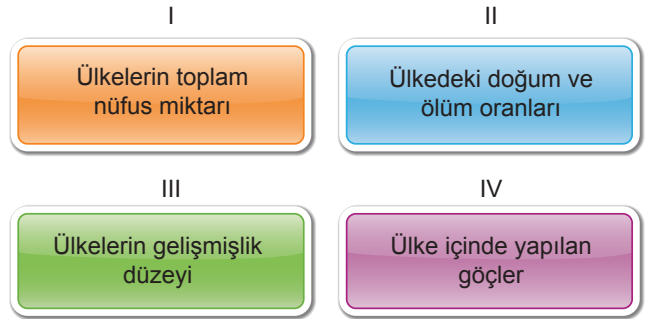 I
Ülkelerin toplam
nüfus miktarı
II
Ülkedeki doğum ve
ölüm oranları
III
Ülkelerin gelişmişlik
düzeyi
IV
Ülke içinde yapılan
göçler